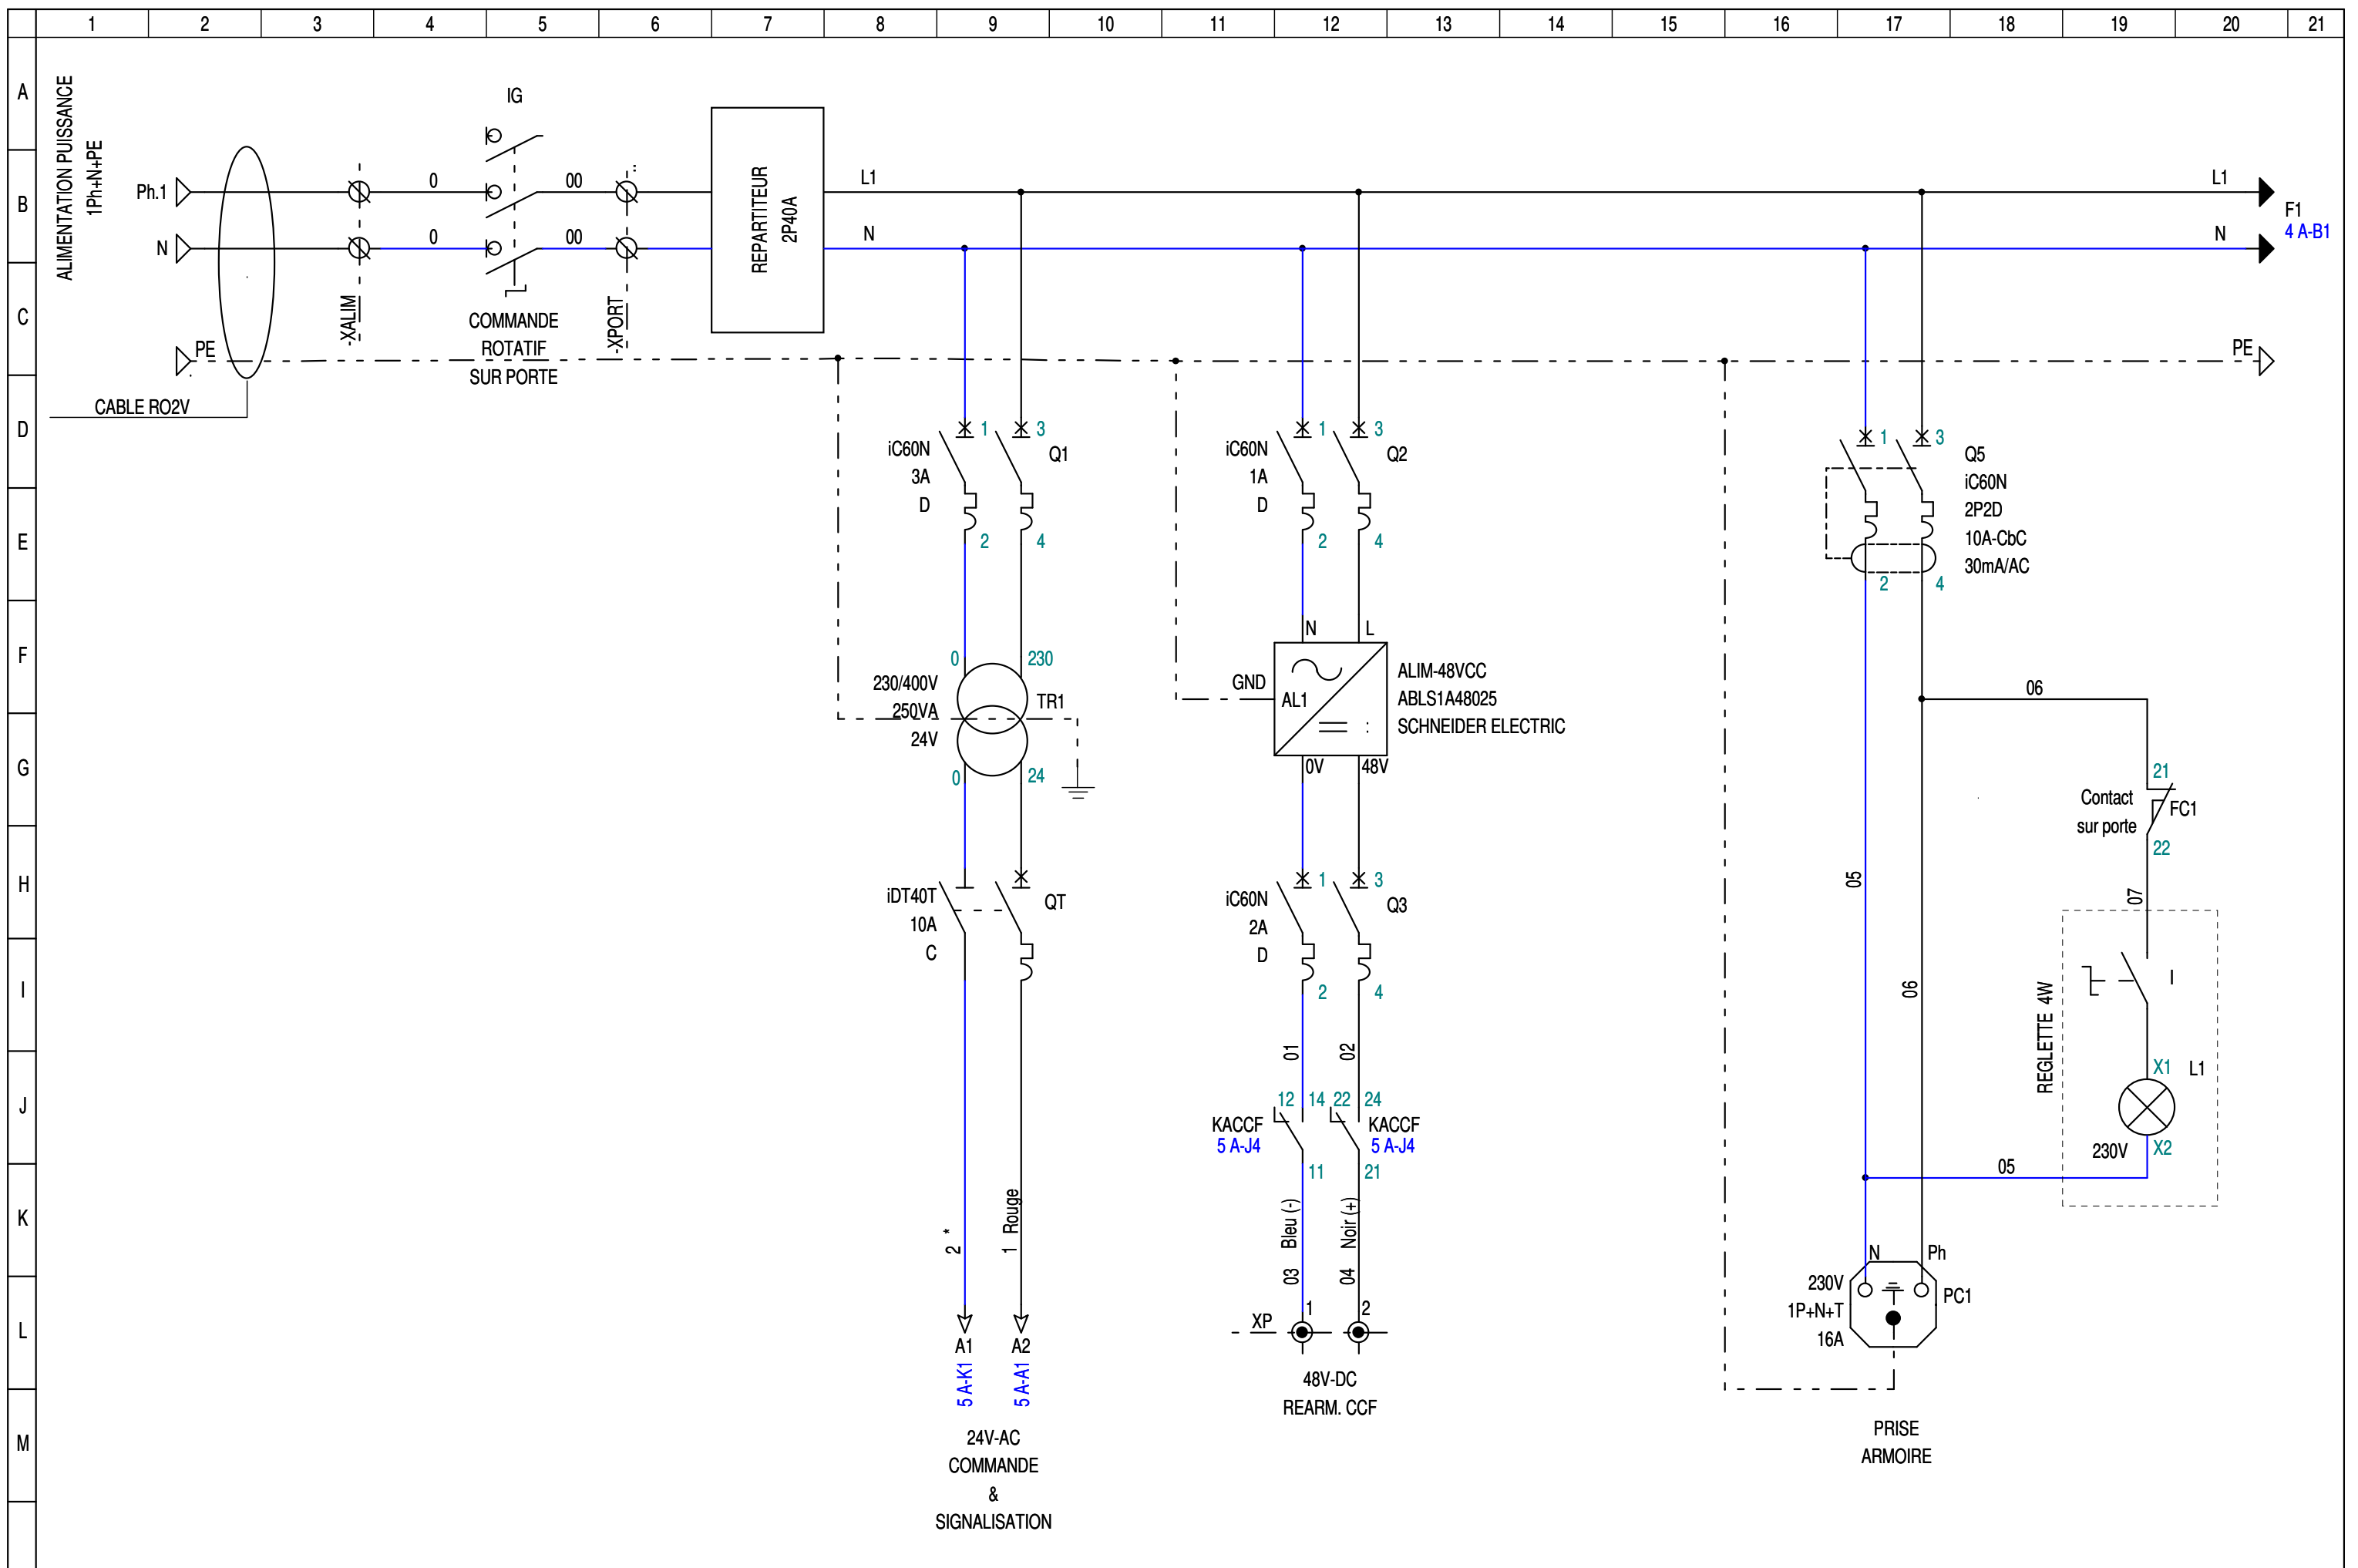 1 2 3 4 5 6 7 8 9 10 11 12 13 14 15 16 17 18 19 20 21
A
B
C
D
E
F
G
H
I
J
K
L
M
ALIMENTATION PUISSANCE
1Ph+N+PE
Ph.1
N
PE
CABLE RO2V
0
0
-XALIM
IG
COMMANDE
ROTATIF
SUR PORTE
00
00
-XPORT
REPARTITEUR
2P40A
L1
N
L1
N
PE
F1
4 A-B1
iC60N
3A
D
1
3
Q1
2
4
0
230
230/400V
250VA
24V
TR1
0
24
iDT40T
10A
C
QT
2 *
1 Rouge
A1
A2
5 A-K1
5 A-A1
24V-AC
COMMANDE
&
SIGNALISATION
iC60N
1A
D
1
3
Q2
2
4
N
L
GND
AL1
ALIM-48VCC
ABLS1A48025
SCHNEIDER ELECTRIC
0V
48V
iC60N
2A
D
1
3
Q3
2
4
01
02
12 14 22 24
KACCF
5 A-J4
KACCF
5 A-J4
11
21
Bleu (-)
Noir (+)
03
04
XP
1
2
48V-DC
REARM. CCF
1
3
Q5
iC60N
2P2D
10A-CbC
30mA/AC
2
4
06
21
Contact
sur porte
FC1
22
05
07
06
REGLETTE 4W
I
X1
L1
230V
X2
05
N
Ph
230V
1P+N+T
16A
PC1
PRISE
ARMOIRE